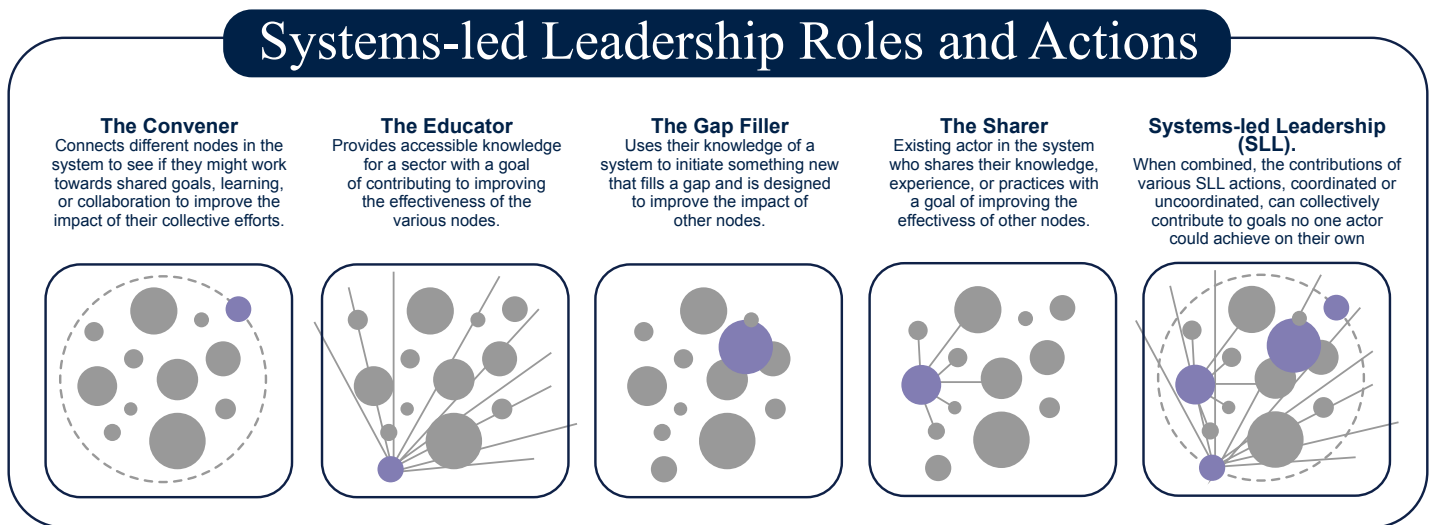 Systems-led Leadership Roles and Actions
The Convener
Connects different nodes in the
system to see if they might work
towards shared goals, learning,
or collaboration to improve the
impact of their collective efforts.
The Educator
Provides accessible knowledge
for a sector with a goal
of contributing to improving
the effectiveness of the
various nodes.
The Gap Filler
Uses their knowledge of a
system to initiate something new
that fills a gap and is designed
to improve the impact of
other nodes.
The Sharer
Existing actor in the system
who shares their knowledge,
experience, or practices with
a goal of improving the
effectivess of other nodes.
Systems-led Leadership
(SLL).
When combined, the contributions of
various SLL actions, coordinated or
uncoordinated, can collectively
contribute to goals no one actor
could achieve on their own